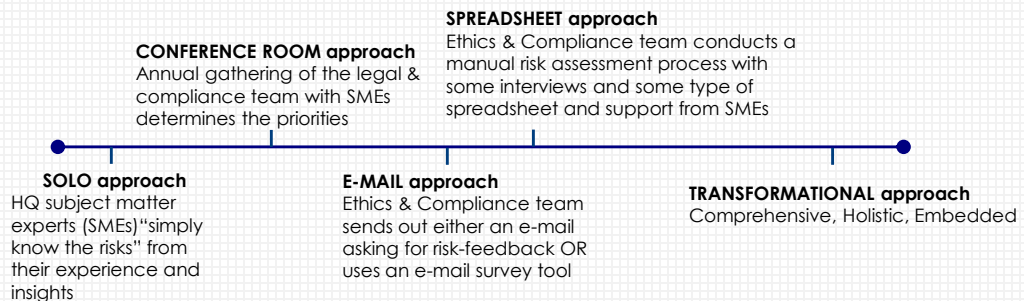 SPREADSHEET approach
Ethics & Compliance team conducts a
manual risk assessment process with
some interviews and some type of
spreadsheet and support from SMEs
CONFERENCE ROOM approach
Annual gathering of the legal &
compliance team with SMEs
determines the priorities
SOLO approach
HQ subject matter
experts (SMEs)“simply
know the risks” from
their experience and
insights
E-MAIL approach
Ethics & Compliance team
sends out either an e-mail
asking for risk-feedback OR
uses an e-mail survey tool
TRANSFORMATIONAL approach
Comprehensive, Holistic, Embedded